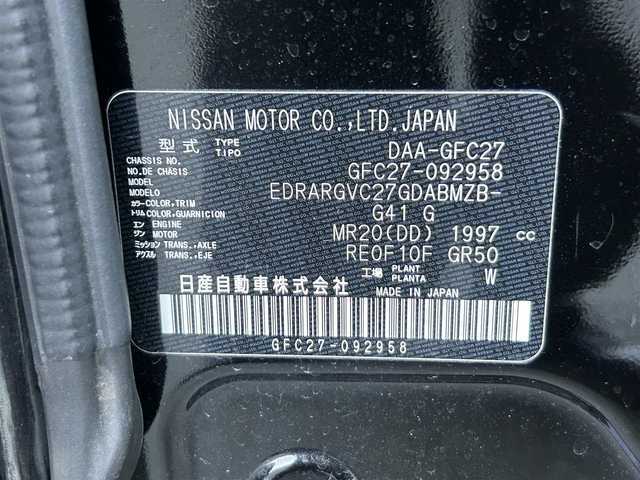 NISSAN MOTOR CO.,LTD.JAPAN
型式 TYPE TIPO DAA-GFC27
CHASSIS NO. NO DE CHASIS GFC27-092958
MODEL MODELO EDRARGVC27GDABMZB-
カラー COLOR,TRIM トリム COLOR,GUARNICION G41 G
エンジン ENGINE MOTOR MR20(DD) 1997 cc
ミッション TRANS.,AXLE アクスル TRANS.,EJE RE0F10F GR50
工場 PLANT PLANTA W
日産自動車株式会社 MADE IN JAPAN
GFC27-092958